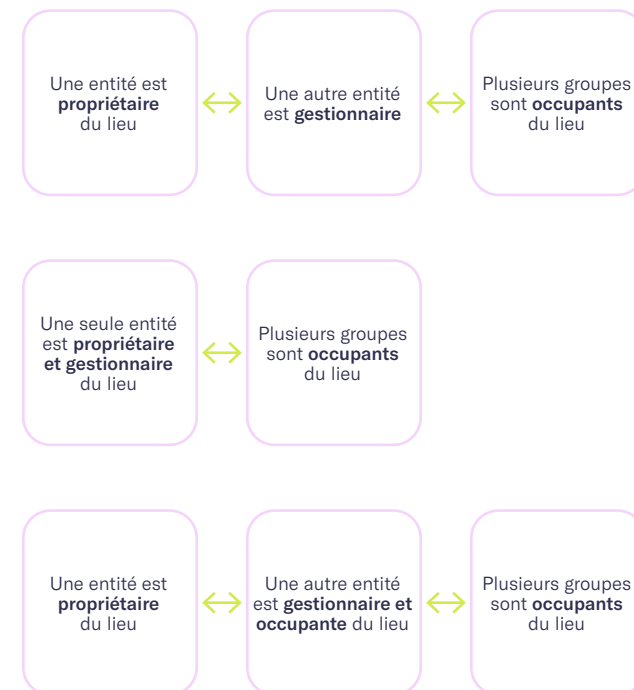 Une entité est
propriétaire
du lieu
Une autre entité
est gestionnaire
Plusieurs groupes
sont occupants
du lieu
Une seule entité
est propriétaire
et gestionnaire
du lieu
Plusieurs groupes
sont occupants
du lieu
Une entité est
propriétaire
du lieu
Une autre entité
est gestionnaire et
occupante du lieu
Plusieurs groupes
sont occupants
du lieu